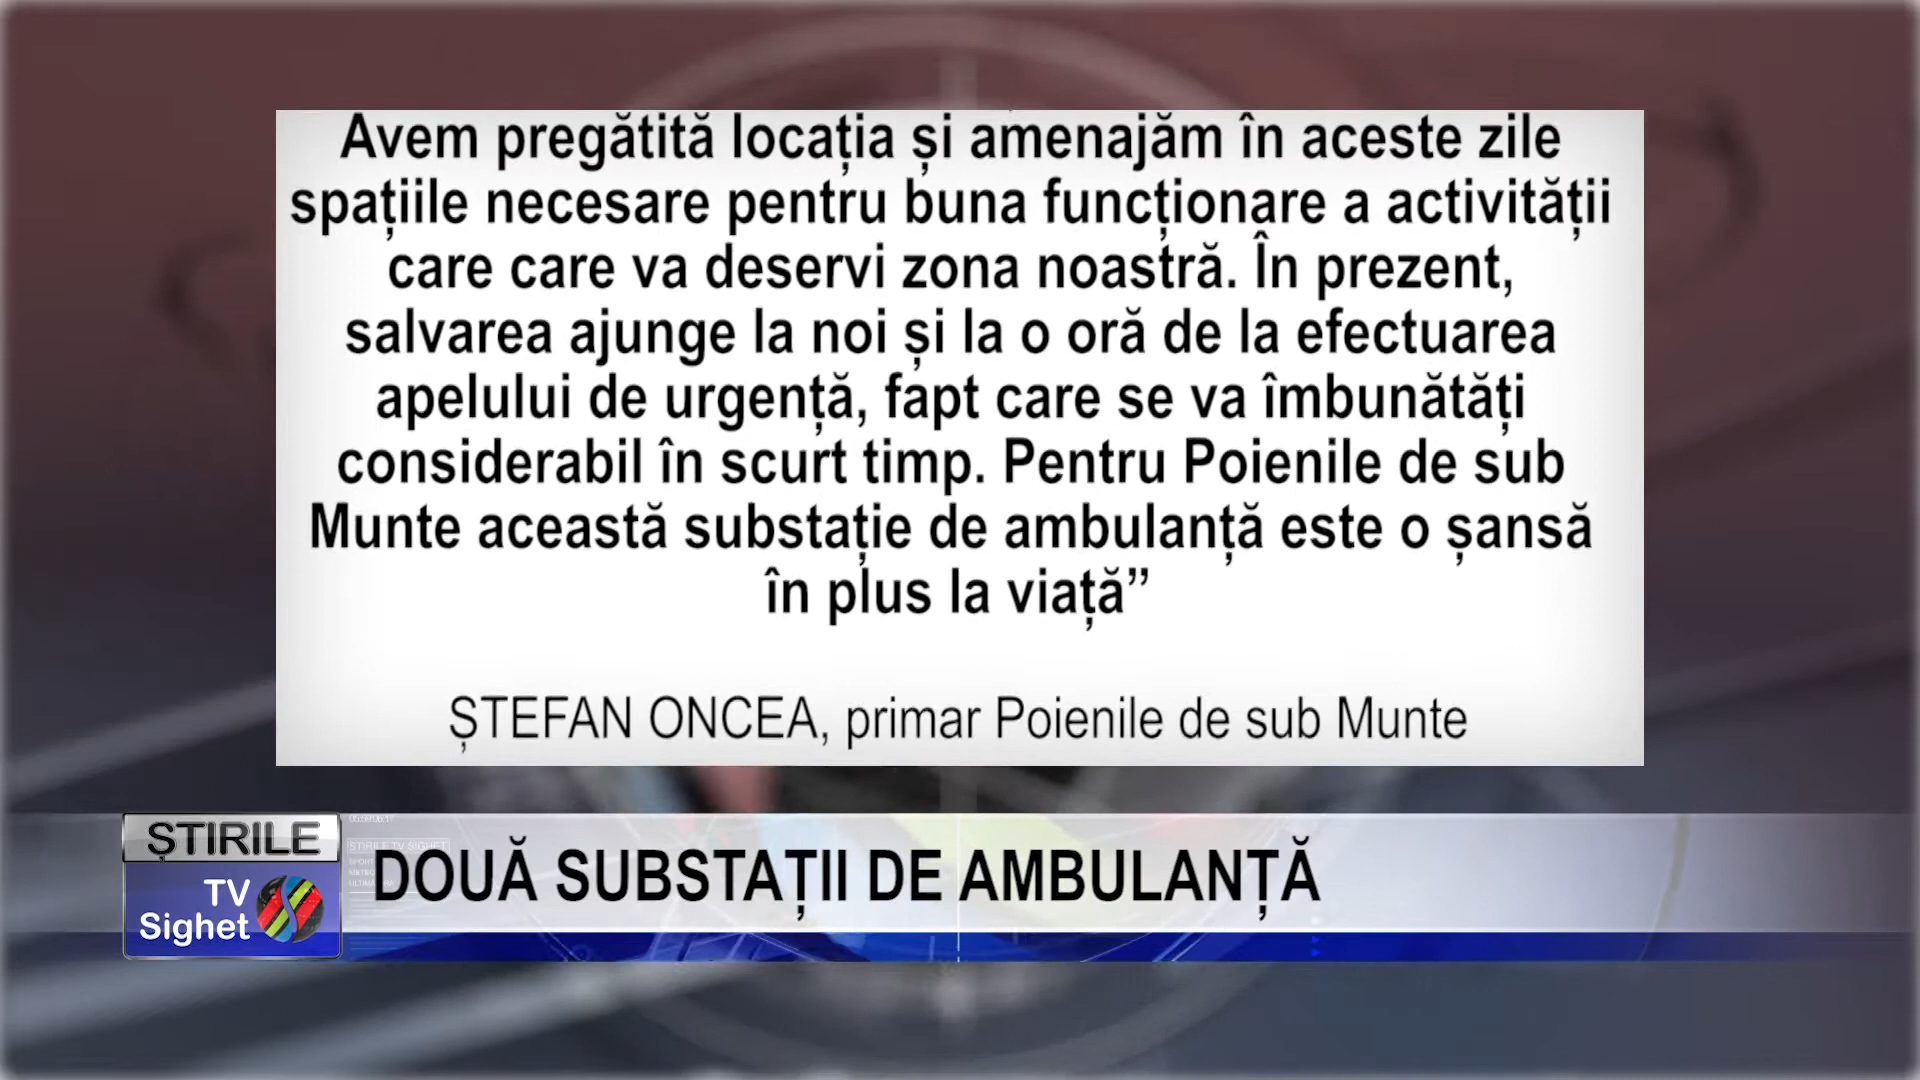 Avem pregătită locația și amenajăm în aceste zile
spațiile necesare pentru buna funcționare a activității
care care va deservi zona noastră. În prezent,
salvarea ajunge la noi și la o oră de la efectuarea
apelului de urgență, fapt care se va îmbunătăți
considerabil în scurt timp. Pentru Poienile de sub
Munte această substație de ambulanță este o șansă
în plus la viață”
ȘTEFAN ONCEA, primar Poienile de sub Munte
ȘTIRILE
TV
Sighet
STIRILE TV SIGHET
DOUĂ SUBSTAȚII DE AMBULANȚĂ